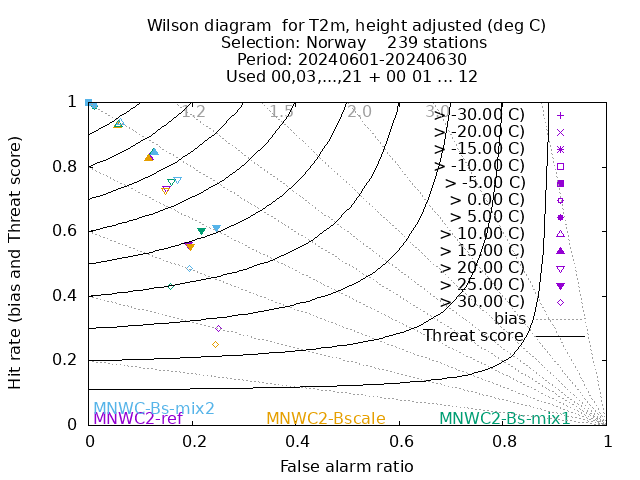 Wilson diagram  for T2m, height adjusted (deg C)
Selection: Norway    239 stations
Period: 20240601-20240630
Used 00,03,...,21 + 00 01 ... 12
1.2 1.5 2.0 3.0
> -30.00 C)
> -20.00 C)
> -15.00 C)
> -10.00 C)
> -5.00 C)
> 0.00 C)
> 5.00 C)
> 10.00 C)
> 15.00 C)
> 20.00 C)
> 25.00 C)
> 30.00 C)
bias
Threat score
Hit rate (bias and Threat score)
1
0.8
0.6
0.4
0.2
0
MNWC-Bs-mix2
MNWC2-ref MNWC2-Bscale MNWC2-Bs-mix1
0 0.2 0.4 0.6 0.8 1
False alarm ratio